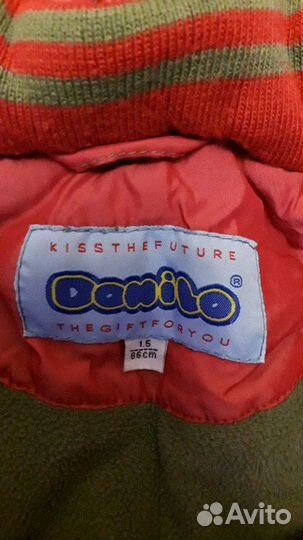 KISSTHEFUTURE
Danilo®
THEGIFTFORYOU
1.5
86cm
Avito